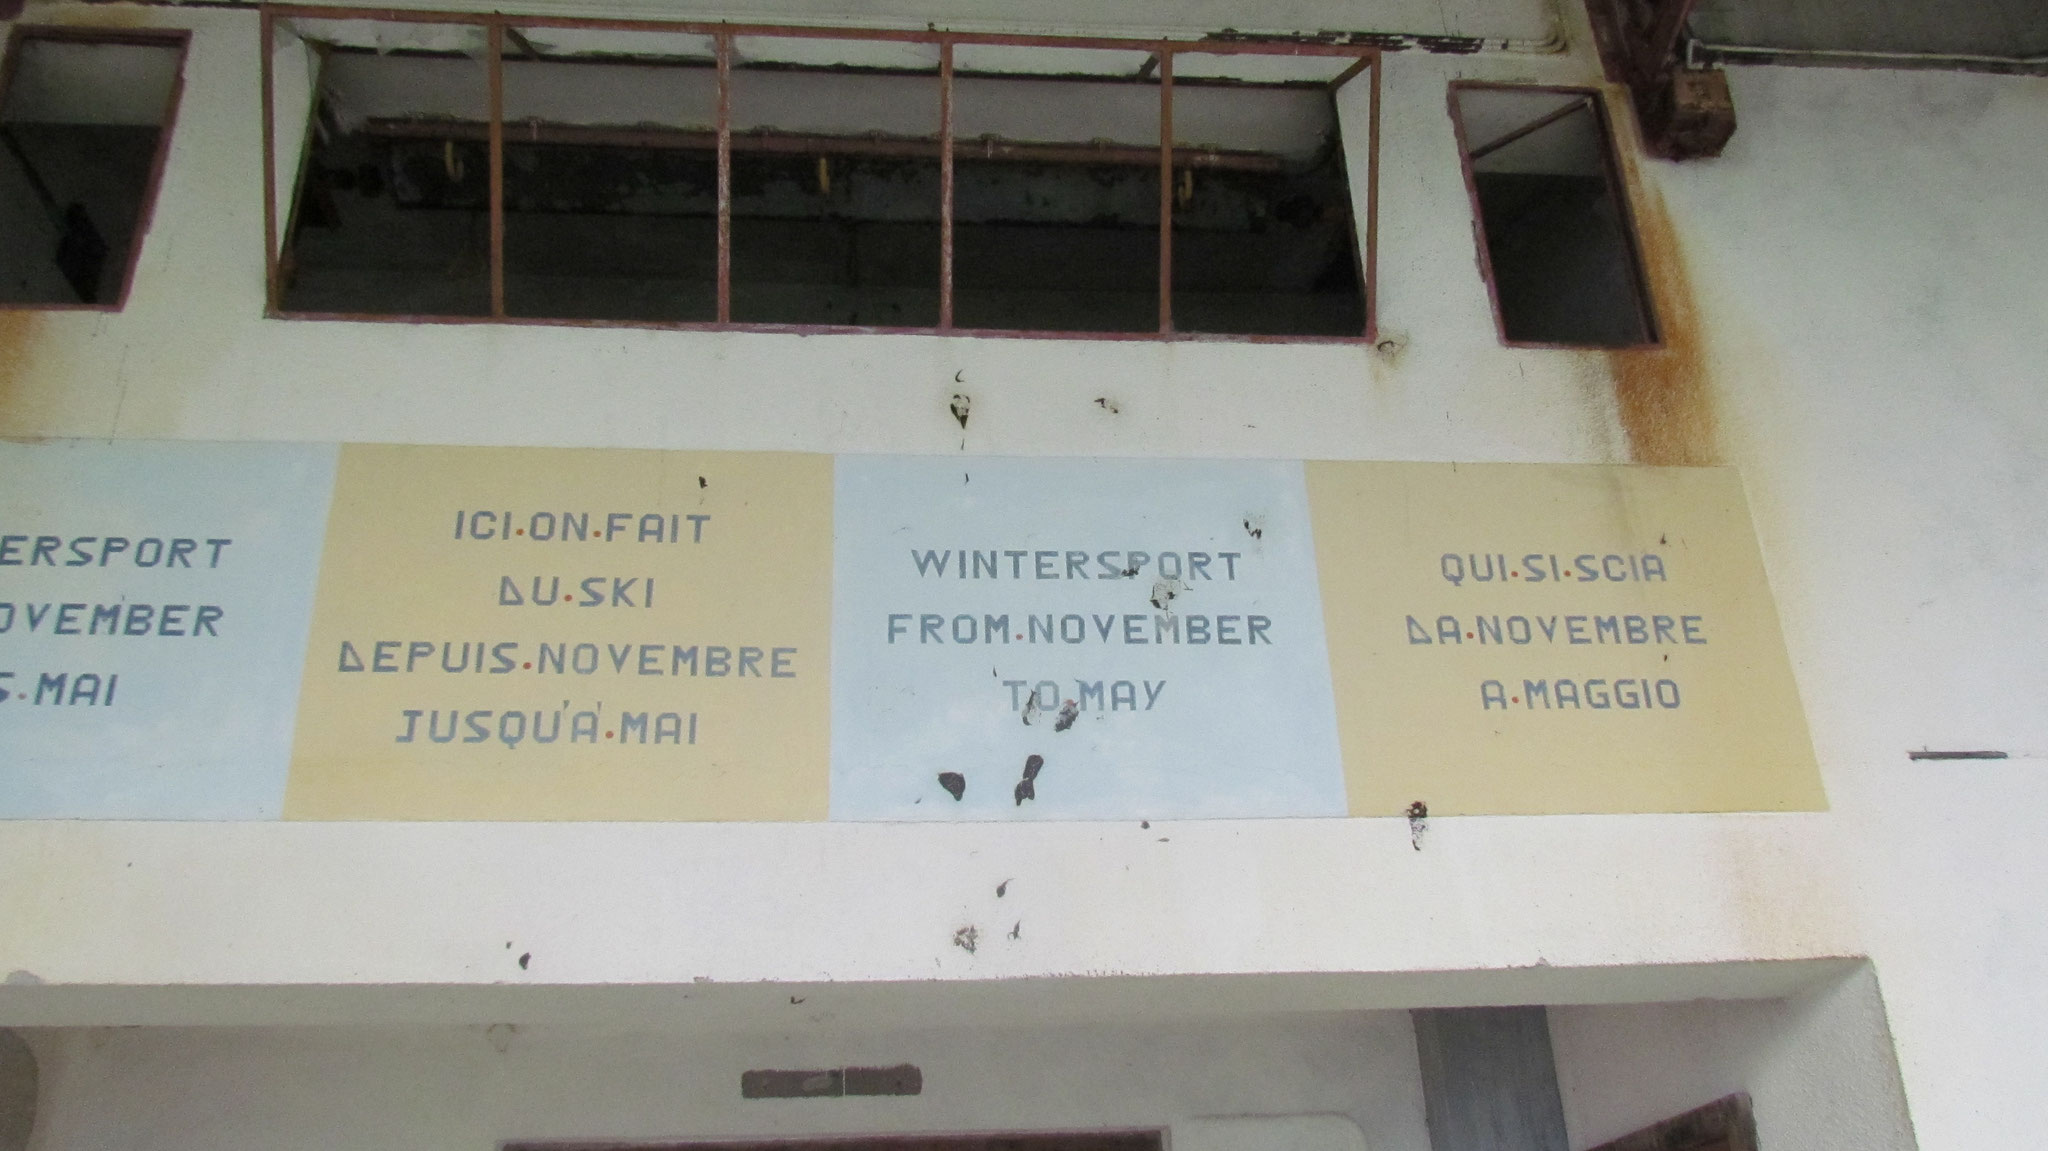 ERSPORT
OVEMBER
S·MAI
ICI·ON·FAIT
DU·SKI
DEPUIS·NOVEMBRE
JUSQU'À·MAI
WINTERSPORT
FROM·NOVEMBER
TO·MAY
QUI·SI·SCIA
DA·NOVEMBRE
A·MAGGIO